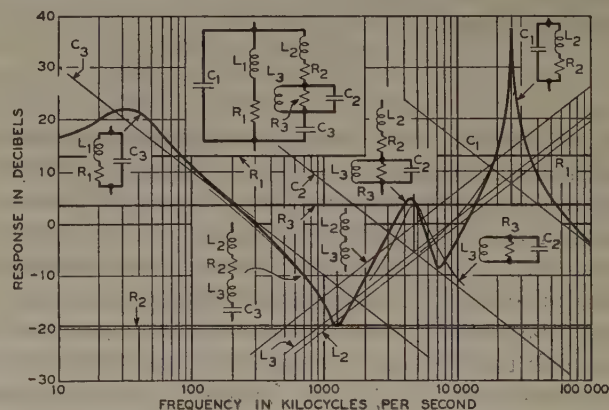 RESPONSE IN DECIBELS
40
30
20
10
0
-10
-20
-30
C3
L1
R1
C3
C1
L1
R1
L2
R2
L3
R3
C2
C3
L2
R2
L3
R3
C2
C1
L2
R2
C1
R1
R1
C2
R3
L2
L3
R3
L3
C2
L2
R2
L3
C3
R2
L3
L2
10
100
1000
10 000
100 000
FREQUENCY IN KILOCYCLES PER SECOND